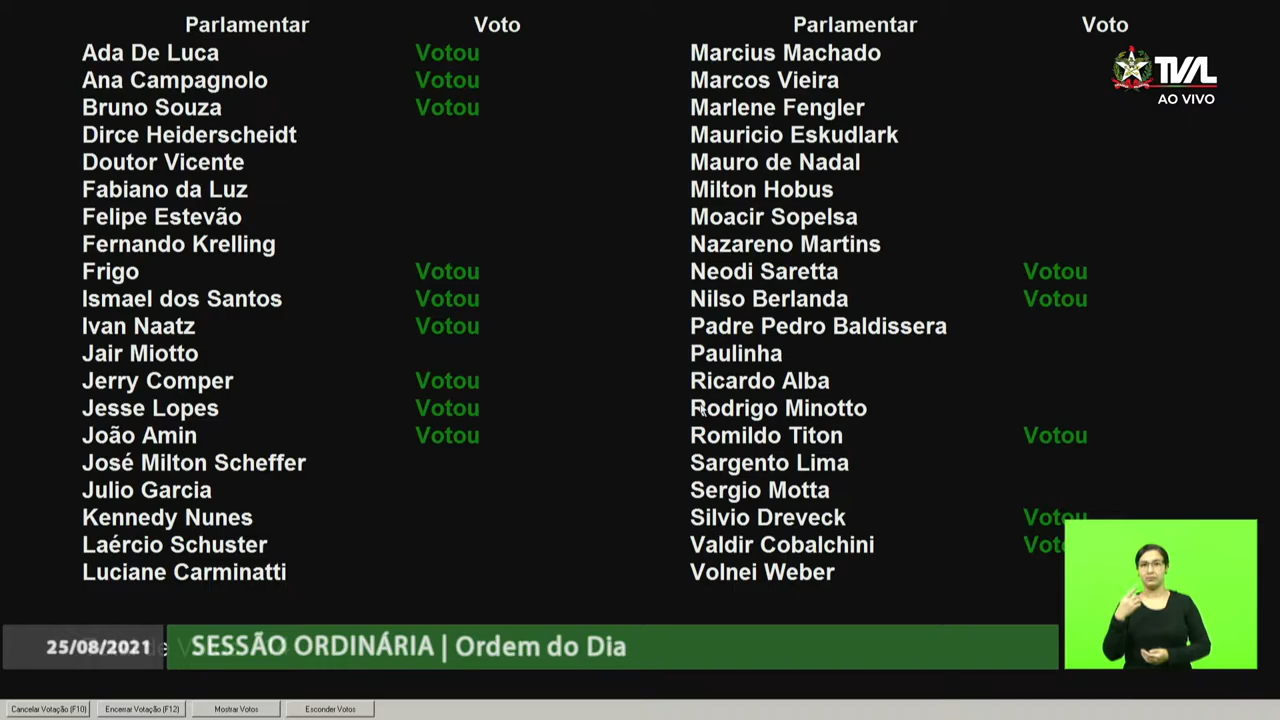 Parlamentar Voto
Ada De Luca Votou
Ana Campagnolo Votou
Bruno Souza Votou
Dirce Heiderscheidt
Doutor Vicente
Fabiano da Luz
Felipe Estevão
Fernando Krelling
Frigo Votou
Ismael dos Santos Votou
Ivan Naatz Votou
Jair Miotto
Jerry Comper Votou
Jesse Lopes Votou
João Amin Votou
José Milton Scheffer
Julio Garcia
Kennedy Nunes
Laércio Schuster
Luciane Carminatti
Parlamentar Voto
Marcius Machado
Marcos Vieira
Marlene Fengler
Mauricio Eskudlark
Mauro de Nadal
Milton Hobus
Moacir Sopelsa
Nazareno Martins
Neodi Saretta Votou
Nilso Berlanda Votou
Padre Pedro Baldissera
Paulinha
Ricardo Alba
Rodrigo Minotto
Romildo Titon Votou
Sargento Lima
Sergio Motta
Silvio Dreveck Votou
Valdir Cobalchini Voto
Volnei Weber
TVAL
AO VIVO
25/08/2021 SESSÃO ORDINÁRIA | Ordem do Dia
Cancelar Votação (F10) Encerrar Votação (F12) Mostrar Votos Esconder Votos